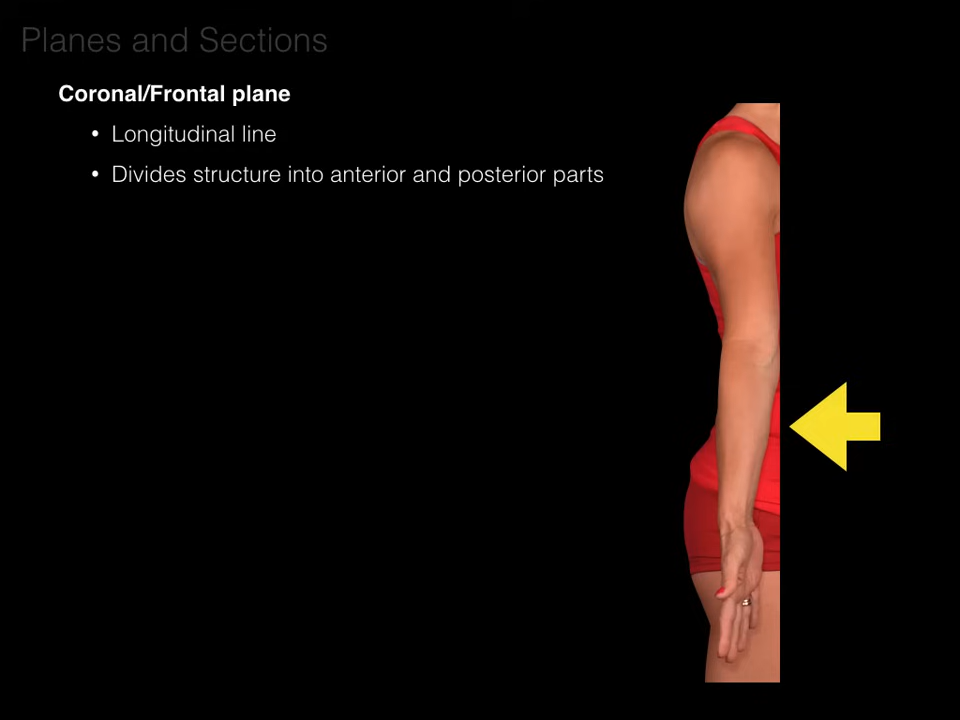 Planes and Sections
Coronal/Frontal plane
• Longitudinal line
• Divides structure into anterior and posterior parts